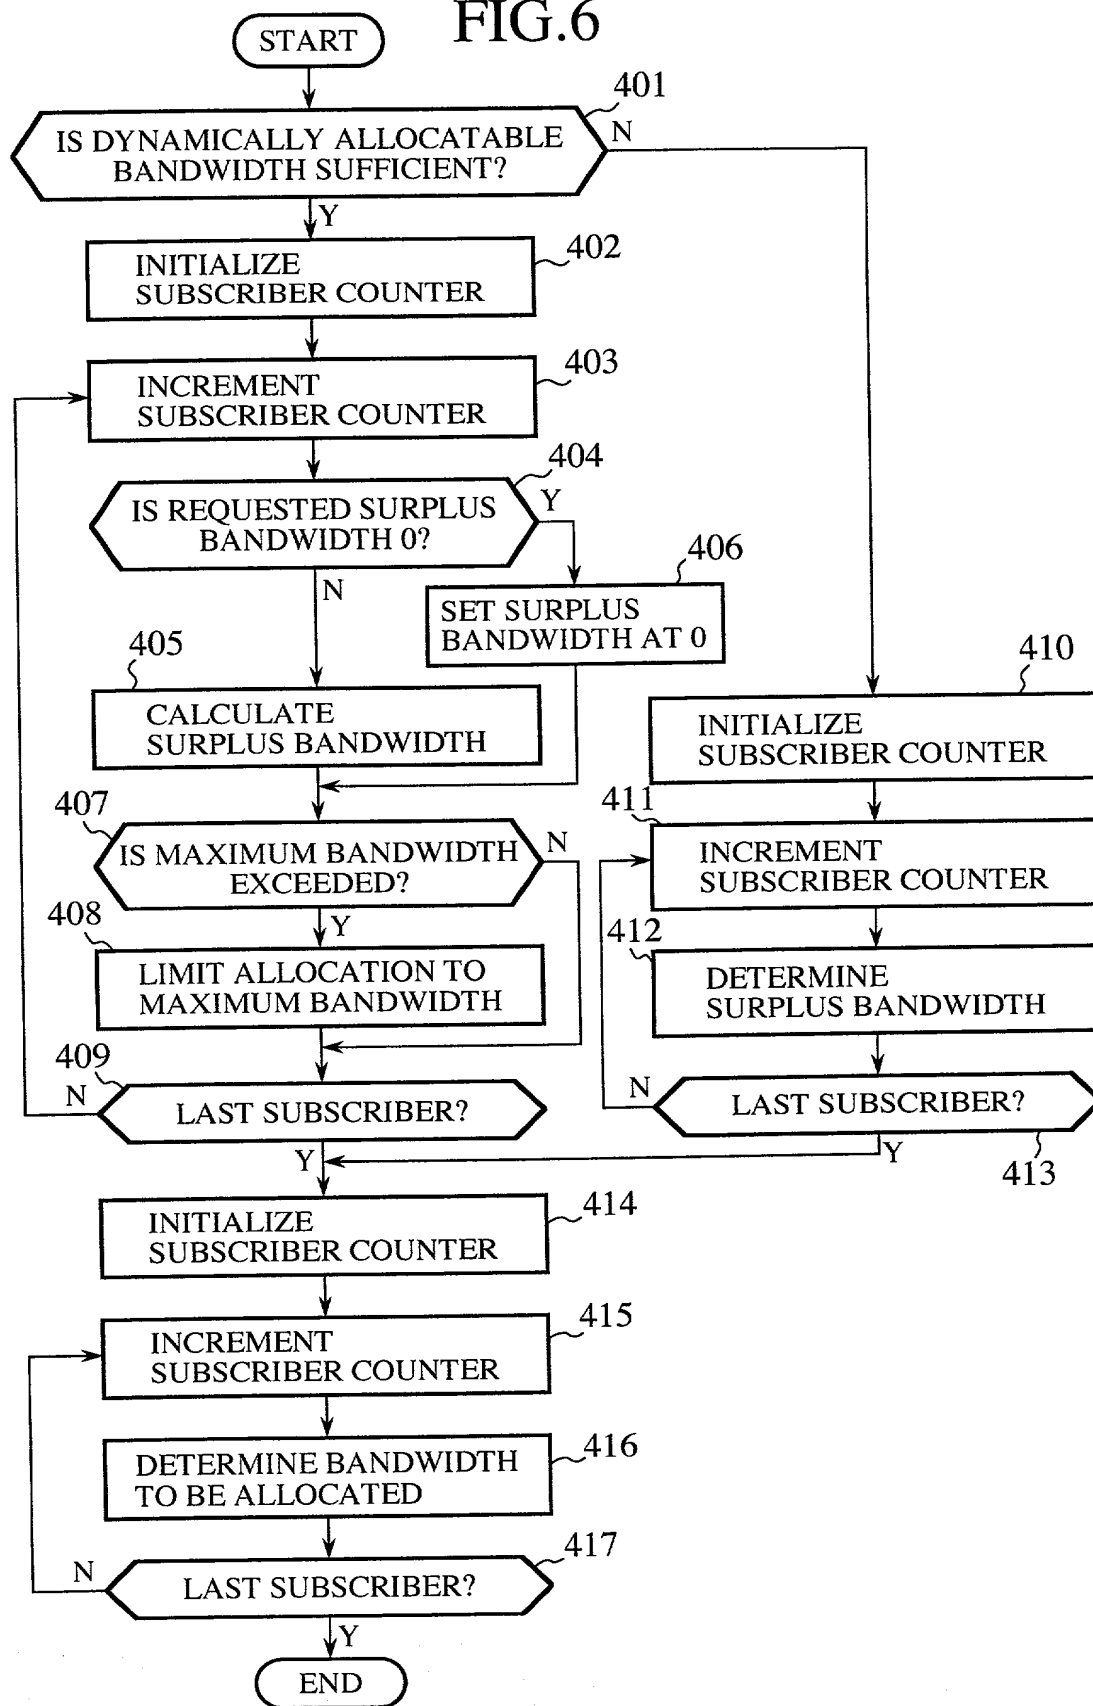 FIG.6
START
401
IS DYNAMICALLY ALLOCATABLE
BANDWIDTH SUFFICIENT?
N
Y
402
INITIALIZE
SUBSCRIBER COUNTER
403
INCREMENT
SUBSCRIBER COUNTER
404
IS REQUESTED SURPLUS
BANDWIDTH 0?
Y
N
406
SET SURPLUS
BANDWIDTH AT 0
405
CALCULATE
SURPLUS BANDWIDTH
407
IS MAXIMUM BANDWIDTH
EXCEEDED?
N
Y
408
LIMIT ALLOCATION TO
MAXIMUM BANDWIDTH
409
N
LAST SUBSCRIBER?
Y
410
INITIALIZE
SUBSCRIBER COUNTER
411
INCREMENT
SUBSCRIBER COUNTER
412
DETERMINE
SURPLUS BANDWIDTH
N
LAST SUBSCRIBER?
Y
413
414
INITIALIZE
SUBSCRIBER COUNTER
415
INCREMENT
SUBSCRIBER COUNTER
416
DETERMINE BANDWIDTH
TO BE ALLOCATED
417
N
LAST SUBSCRIBER?
Y
END